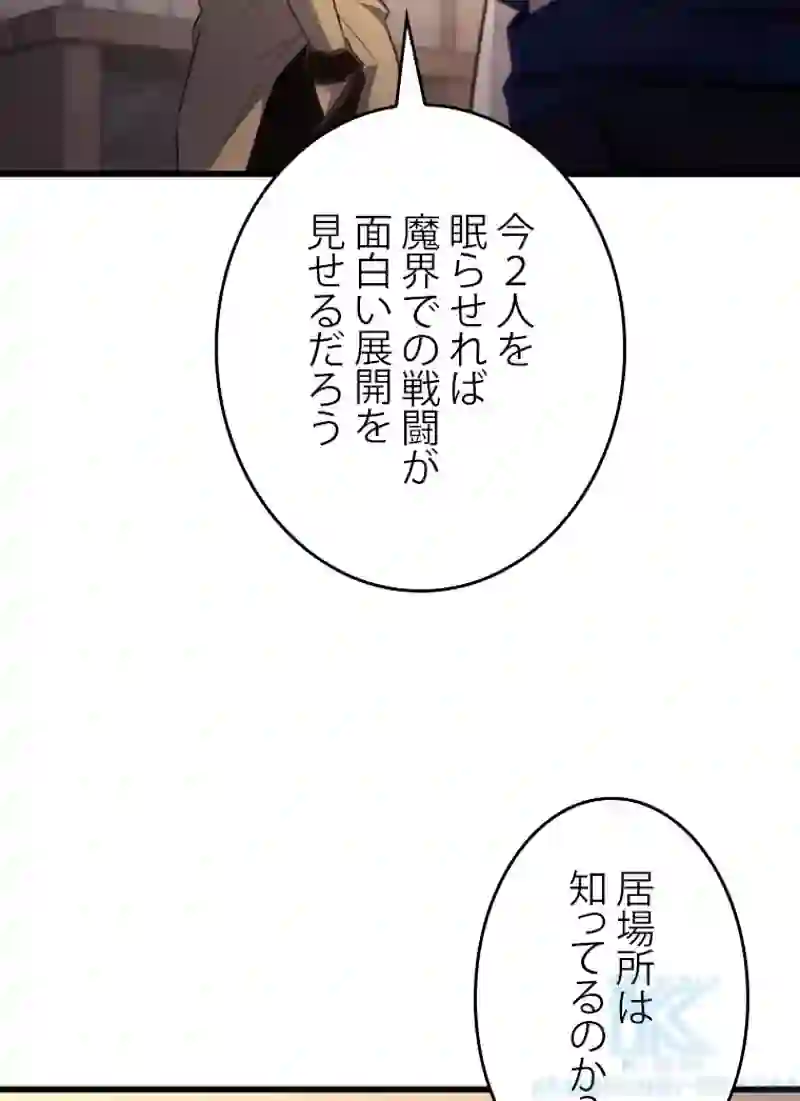 今2人を
眠らせれば
魔界での戦闘が
面白い展開を
見せるだろう
居場所は
知ってるのか